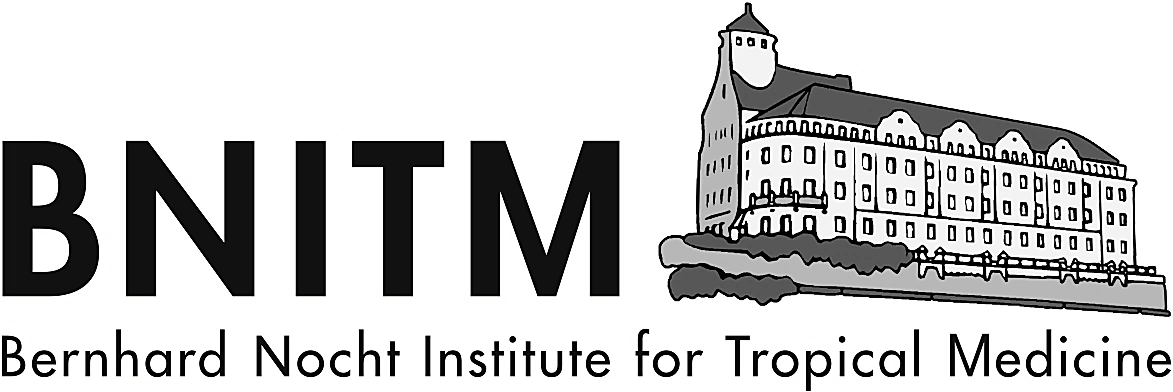 BNITM
Bernhard Nocht Institute for Tropical Medicine